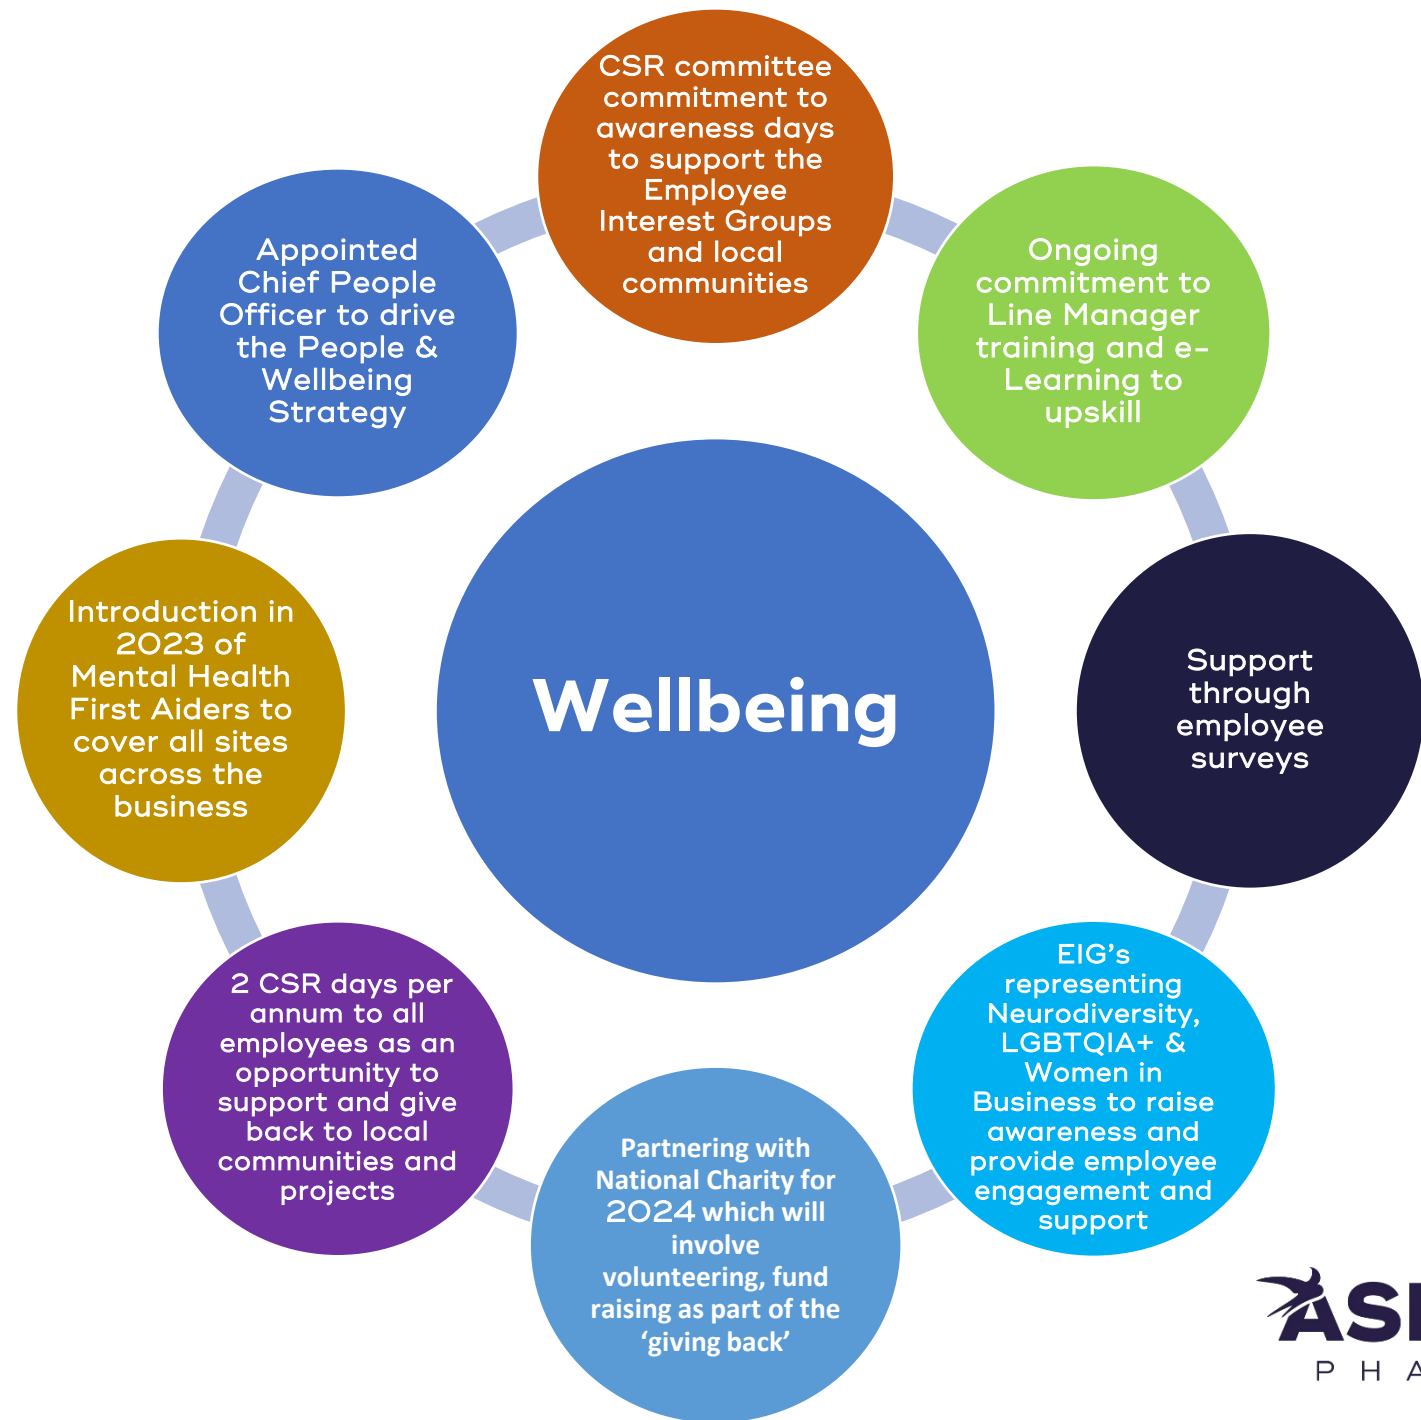 CSR committee
commitment to
awareness days
to support the
Employee
Interest Groups
and local
communities
Ongoing
commitment to
Line Manager
training and e-
Learning to
upskill
Support
through
employee
surveys
EIG’s
representing
Neurodiversity,
LGBTQIA+ &
Women in
Business to raise
awareness and
provide employee
engagement and
support
Partnering with
National Charity for
2024 which will
involve
volunteering, fund
raising as part of the
‘giving back’
2 CSR days per
annum to all
employees as an
opportunity to
support and give
back to local
communities and
projects
Introduction in
2023 of
Mental Health
First Aiders to
cover all sites
across the
business
Appointed
Chief People
Officer to drive
the People &
Wellbeing
Strategy
Wellbeing